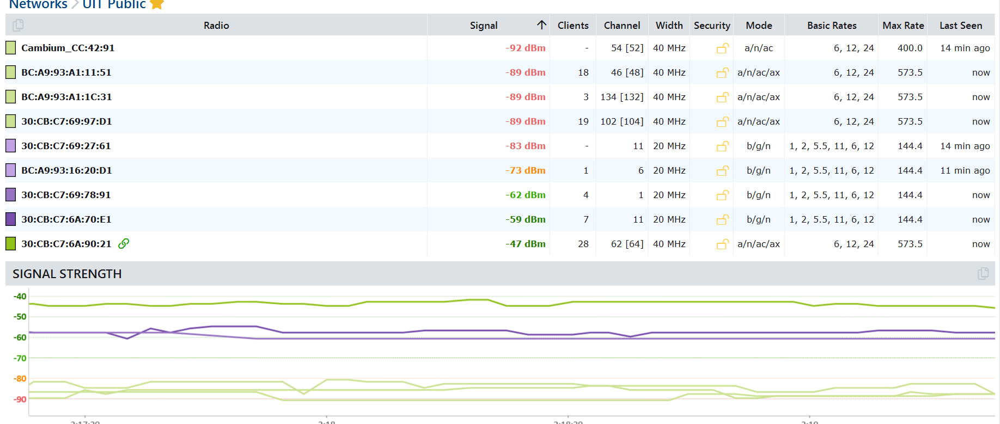 Networks > UIT Public
Radio Signal Clients Channel Width Security Mode Basic Rates Max Rate Last Seen
Cambium_CC:42:91 -92 dBm - 54 [52] 40 MHz a/n/ac 6, 12, 24 400.0 14 min ago
BC:A9:93:A1:11:51 -89 dBm 18 46 [48] 40 MHz a/n/ac/ax 6, 12, 24 573.5 now
BC:A9:93:A1:1C:31 -89 dBm 3 134 [132] 40 MHz a/n/ac/ax 6, 12, 24 573.5 now
30:CB:C7:69:97:D1 -89 dBm 19 102 [104] 40 MHz a/n/ac/ax 6, 12, 24 573.5 now
30:CB:C7:69:27:61 -83 dBm - 11 20 MHz b/g/n 1, 2, 5.5, 11, 6, 12 144.4 14 min ago
BC:A9:93:16:20:D1 -73 dBm 1 6 20 MHz b/g/n 1, 2, 5.5, 11, 6, 12 144.4 11 min ago
30:CB:C7:69:78:91 -62 dBm 4 1 20 MHz b/g/n 1, 2, 5.5, 11, 6, 12 144.4 now
30:CB:C7:6A:70:E1 -59 dBm 7 11 20 MHz b/g/n 1, 2, 5.5, 11, 6, 12 144.4 now
30:CB:C7:6A:90:21 -47 dBm 28 62 [64] 40 MHz a/n/ac/ax 6, 12, 24 573.5 now
SIGNAL STRENGTH
-40
-50
-60
-70
-80
-90